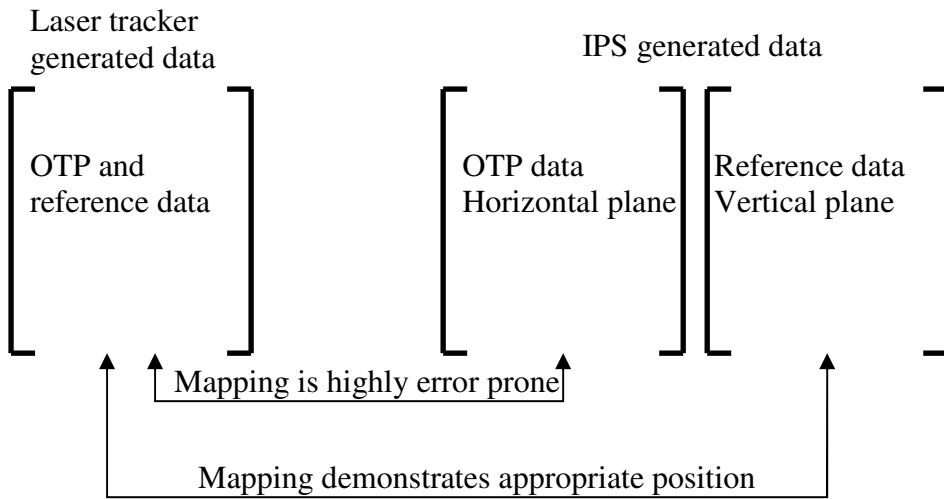 Laser tracker
generated data
IPS generated data
OTP and
reference data
OTP data
Horizontal plane
Reference data
Vertical plane
Mapping is highly error prone
Mapping demonstrates appropriate position